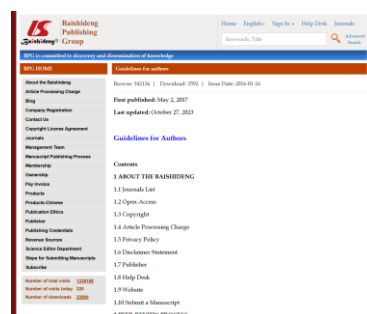 Baishideng
Publishing
Baishideng® Group
Home English Sign In Help Desk Journals
Keywords, Title
Advanced
Search
BPG is committed to discovery and dissemination of knowledge
BPG HOME
About the Baishideng
Article Processing Charge
Blog
Company Registration
Contact Us
Copyright License Agreement
Journals
Management Team
Manuscript Publishing Process
Membership
Ownership
Pay Invoice
Products
Products-Chinese
Publication Ethics
Publisher
Publishing Credentials
Revenue Sources
Science Editor Department
Steps for Submitting Manuscripts
Subscribe
Number of total visits
Number of visits today
Number of downloads
Guidelines for authors
First published: May 2, 2017
Last updated: October 27, 2023
Guidelines for Authors
Contents
1 ABOUT THE BAISHIDENG
1.1 Journals List
1.2 Open-Access
1.3 Copyright
1.4 Article Processing Charge
1.5 Privacy Policy
1.6 Disclaimer Statement
1.7 Publisher
1.8 Help Desk
1.9 Website
1.10 Submit a Manuscript